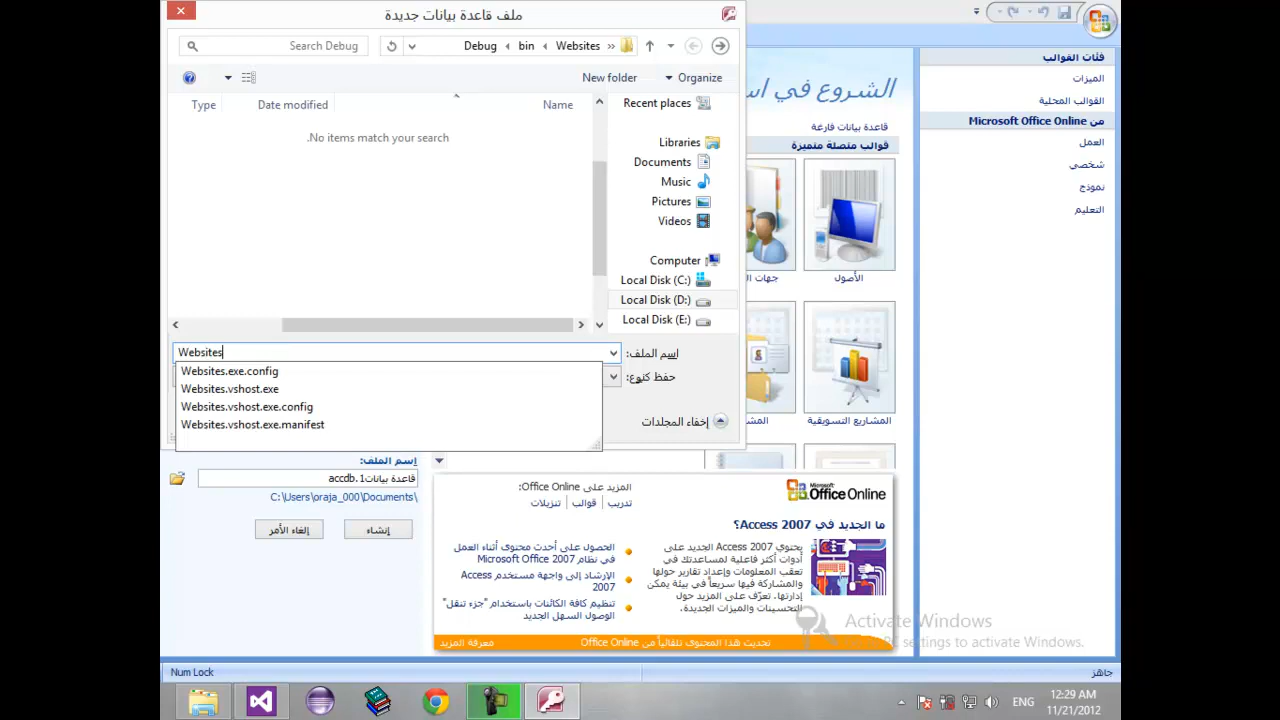 ملف قاعدة بيانات جديدة
Search Debug
Websites
bin
Debug
New folder
Organize
Type
Date modified
Name
No items match your search.
Recent places
Libraries
Documents
Music
Pictures
Videos
Computer
Local Disk (C:)
Local Disk (D:)
Local Disk (E:)
اسم الملف:
Websites
Websites.exe.config
Websites.vshost.exe
Websites.vshost.exe.config
Websites.vshost.exe.manifest
حفظ كنوع:
إخفاء المجلدات
فئات القوالب
الميزات
القوالب المحلية
من Microsoft Office Online
العمل
شخصي
نموذج
التعليم
الشروع في
قاعدة بيانات فارغة
قوالب متصلة متميزة
الأصول
جهات
المشاريع التسويقية
اسم الملف:
قاعدة بيانات1.accdb
C:\Users\oraja_000\Documents\
إنشاء
إلغاء الأمر
المزيد على Office Online:
تدريب | قوالب | تنزيلات
Microsoft
Office Online
ما الجديد في Access 2007؟
يحتوي Access 2007 الجديد على
أدوات أكثر فاعلية لمساعدتك في
تعقب المعلومات وإعداد تقارير حولها
والمشاركة فيها سريعاً في بيئة يمكن
إدارتها. تعرّف على المزيد حول
التحسينات والميزات الجديدة.
الحصول على أحدث محتوى أثناء العمل
في نظام Microsoft Office 2007
الإرشاد إلى واجهة مستخدم Access
2007
تنظيم كافة الكائنات باستخدام "جزء تنقل"
الوصول السهل الجديد
تحديث هذا المحتوى تلقائياً من Office Online
معرفة المزيد
Activate Windows
settings to activate Windows.
Num Lock
جاهز
ENG
12:29 AM
11/21/2012